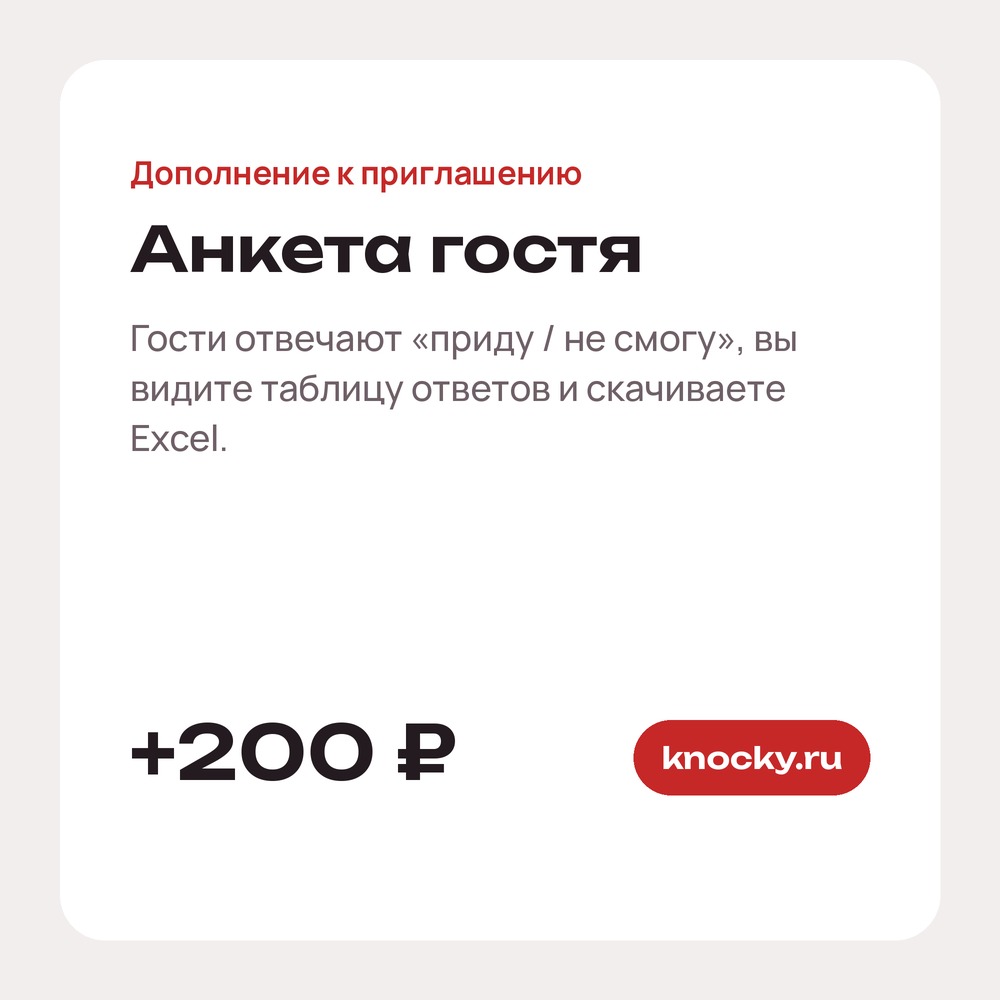 Дополнение к приглашению
Анкета гостя
Гости отвечают «приду / не смогу», вы
видите таблицу ответов и скачиваете
Excel.
+200 ₽
knocky.ru